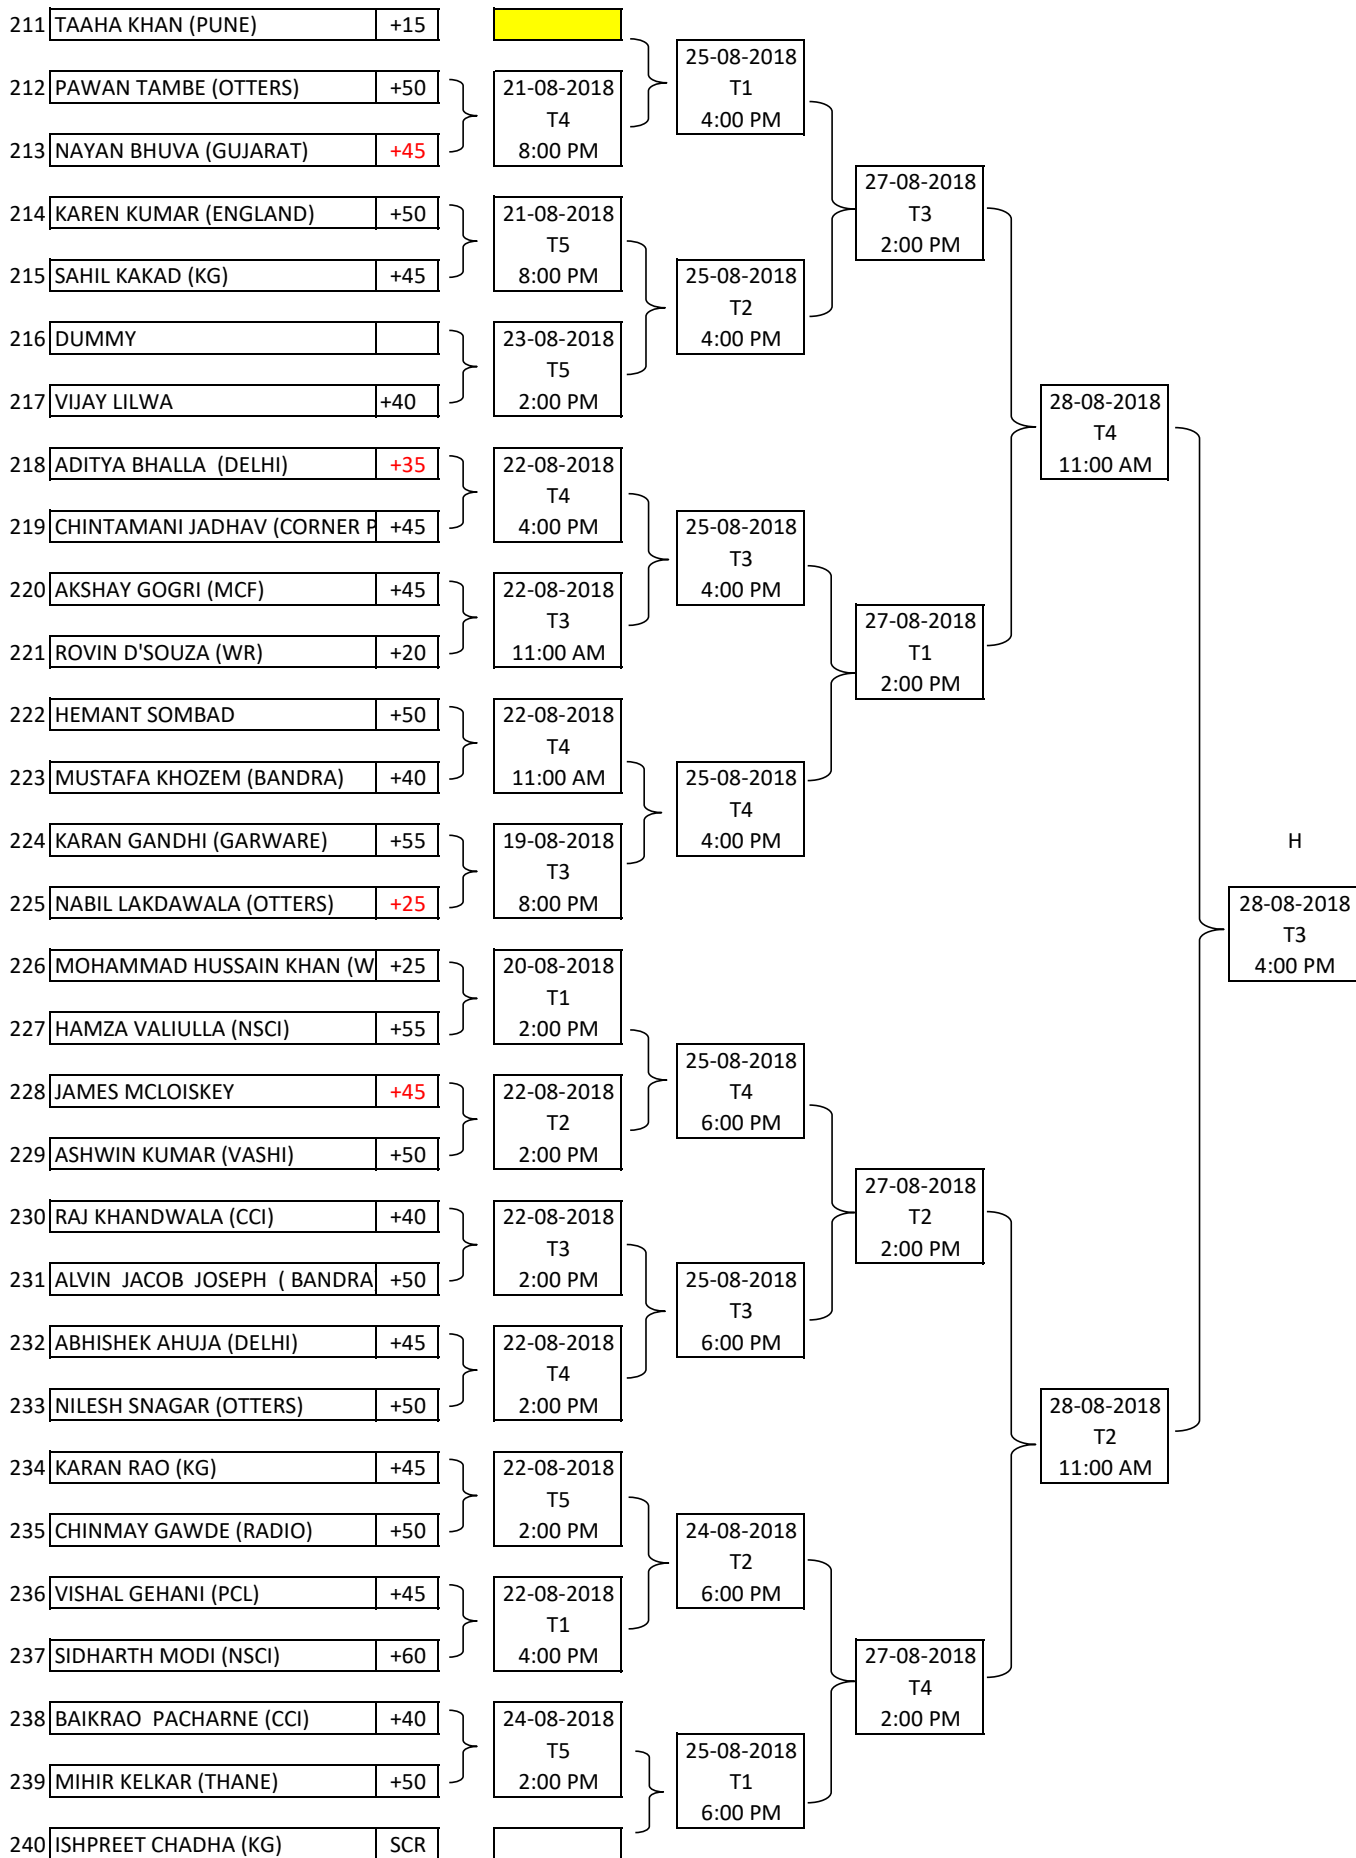 211 TAAHA KHAN (PUNE) +15
25-08-2018
T1
4:00 PM
212 PAWAN TAMBE (OTTERS) +50
21-08-2018
T4
8:00 PM
213 NAYAN BHUVA (GUJARAT) +45
27-08-2018
T3
2:00 PM
214 KAREN KUMAR (ENGLAND) +50
21-08-2018
T5
8:00 PM
215 SAHIL KAKAD (KG) +45
25-08-2018
T2
4:00 PM
216 DUMMY
23-08-2018
T5
2:00 PM
217 VIJAY LILWA +40
28-08-2018
T4
11:00 AM
218 ADITYA BHALLA (DELHI) +35
22-08-2018
T4
4:00 PM
219 CHINTAMANI JADHAV (CORNER P +45
25-08-2018
T3
4:00 PM
220 AKSHAY GOGRI (MCF) +45
22-08-2018
T3
11:00 AM
221 ROVIN D'SOUZA (WR) +20
27-08-2018
T1
2:00 PM
222 HEMANT SOMBAD +50
22-08-2018
T4
11:00 AM
223 MUSTAFA KHOZEM (BANDRA) +40
25-08-2018
T4
4:00 PM
224 KARAN GANDHI (GARWARE) +55
19-08-2018
T3
8:00 PM
H
225 NABIL LAKDAWALA (OTTERS) +25
28-08-2018
T3
4:00 PM
226 MOHAMMAD HUSSAIN KHAN (W +25
20-08-2018
T1
2:00 PM
227 HAMZA VALIULLA (NSCI) +55
25-08-2018
T4
6:00 PM
228 JAMES MCLOISKEY +45
22-08-2018
T2
2:00 PM
229 ASHWIN KUMAR (VASHI) +50
27-08-2018
T2
2:00 PM
230 RAJ KHANDWALA (CCI) +40
22-08-2018
T3
2:00 PM
231 ALVIN JACOB JOSEPH ( BANDRA +50
25-08-2018
T3
6:00 PM
232 ABHISHEK AHUJA (DELHI) +45
22-08-2018
T4
2:00 PM
233 NILESH SNAGAR (OTTERS) +50
28-08-2018
T2
11:00 AM
234 KARAN RAO (KG) +45
22-08-2018
T5
2:00 PM
235 CHINMAY GAWDE (RADIO) +50
24-08-2018
T2
6:00 PM
236 VISHAL GEHANI (PCL) +45
22-08-2018
T1
4:00 PM
237 SIDHARTH MODI (NSCI) +60
27-08-2018
T4
2:00 PM
238 BAIKRAO PACHARNE (CCI) +40
24-08-2018
T5
2:00 PM
239 MIHIR KELKAR (THANE) +50
25-08-2018
T1
6:00 PM
240 ISHPREET CHADHA (KG) SCR